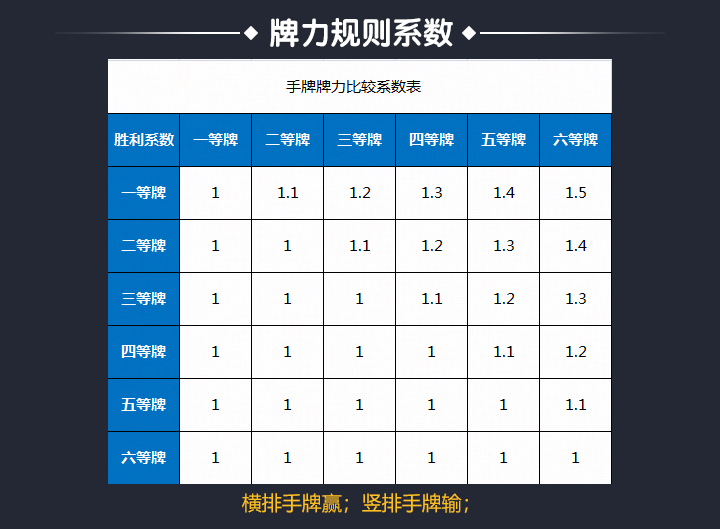 牌力规则系数
手牌牌力比较系数表
胜利系数 一等牌 二等牌 三等牌 四等牌 五等牌 六等牌
一等牌 1 1.1 1.2 1.3 1.4 1.5
二等牌 1 1 1.1 1.2 1.3 1.4
三等牌 1 1 1 1.1 1.2 1.3
四等牌 1 1 1 1 1.1 1.2
五等牌 1 1 1 1 1 1.1
六等牌 1 1 1 1 1 1
横排手牌赢；竖排手牌输；